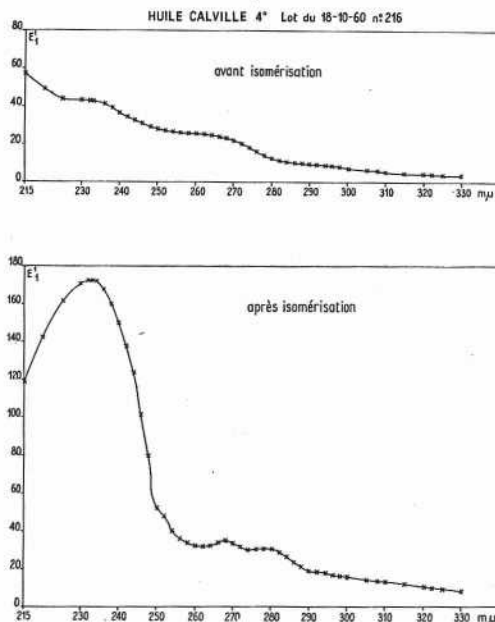 HUILE CALVILLE 4° Lot du 18-10-60 n°216
80
E¹₁
avant isomérisation
60
40
20
0
215 230 240 250 260 270 280 290 300 310 320 330 mµ
180
E¹₁
après isomérisation
160
140
120
100
80
60
40
20
0
215 230 240 250 260 270 280 290 300 310 320 330 mµ